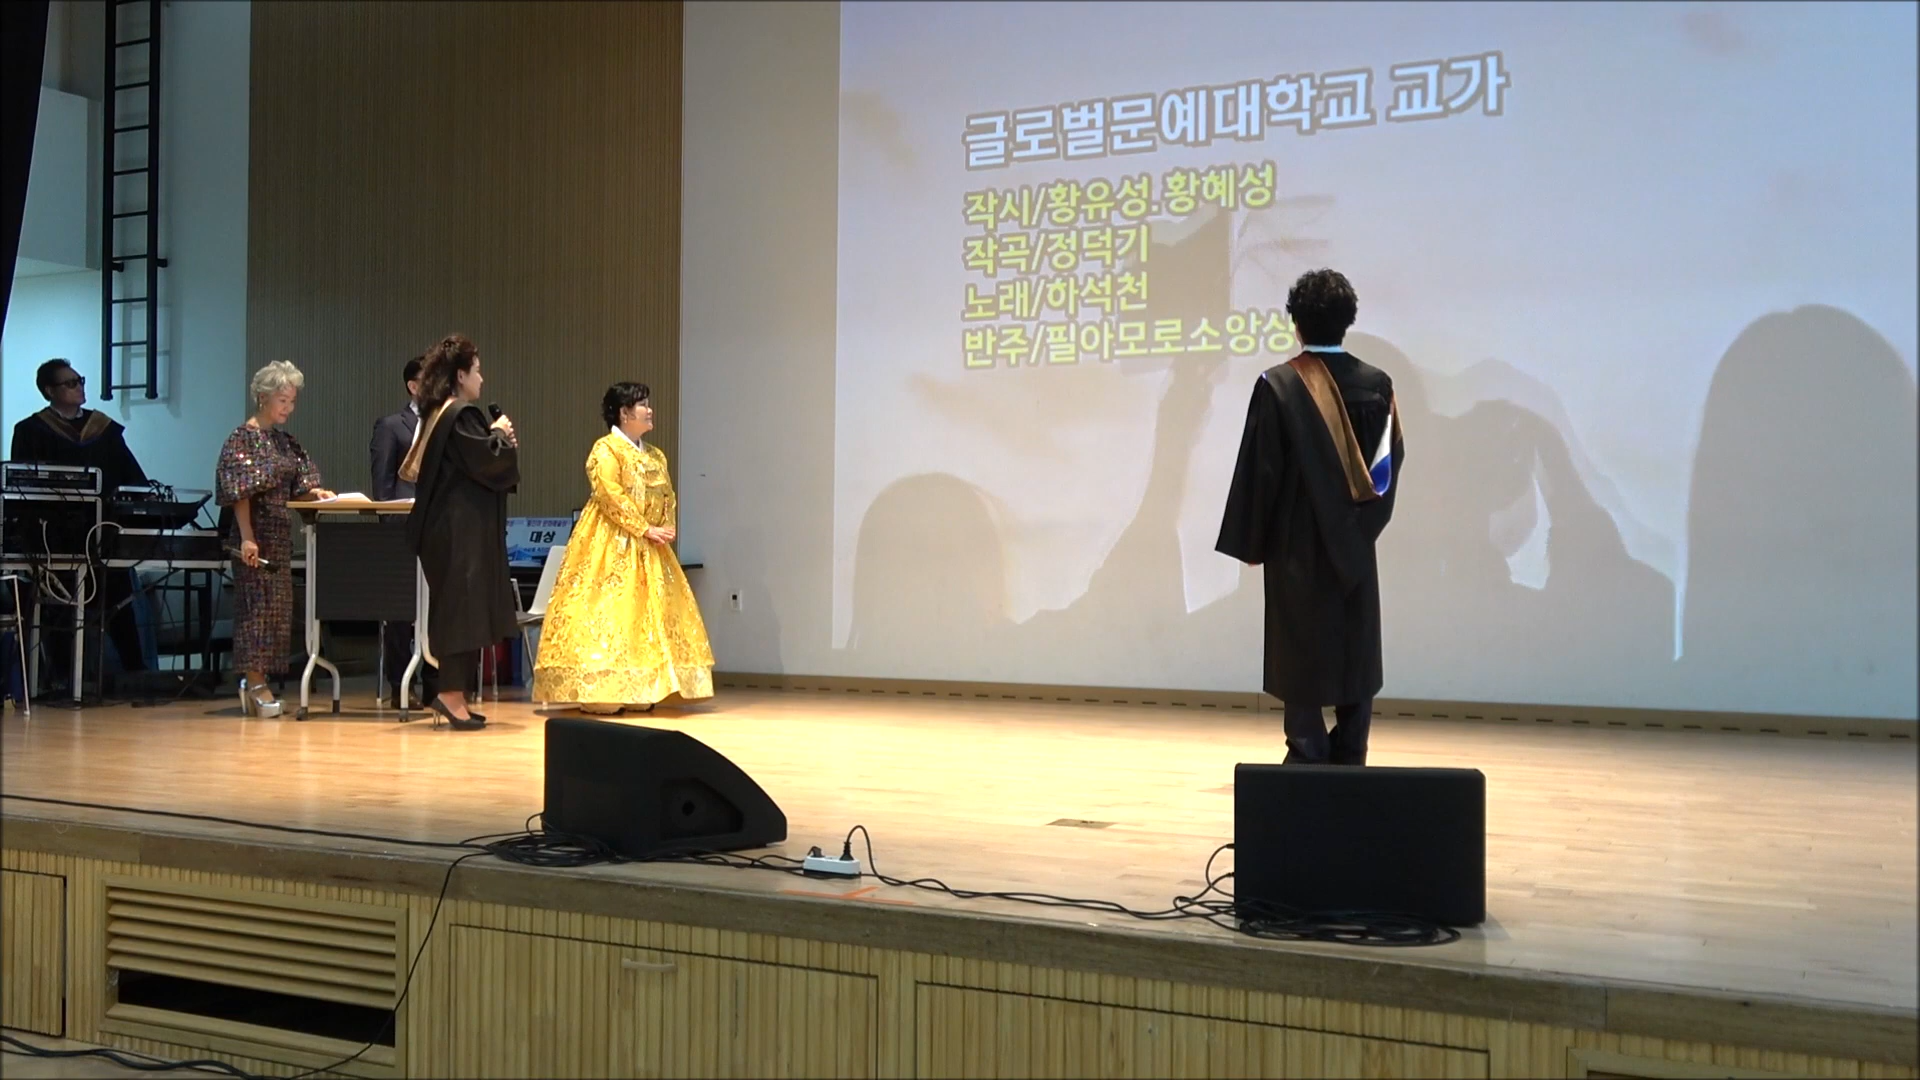 글로벌문예대학교 교가
작시/황유성.황혜성
작곡/정덕기
노래/하석천
반주/필아모로소앙상
대상